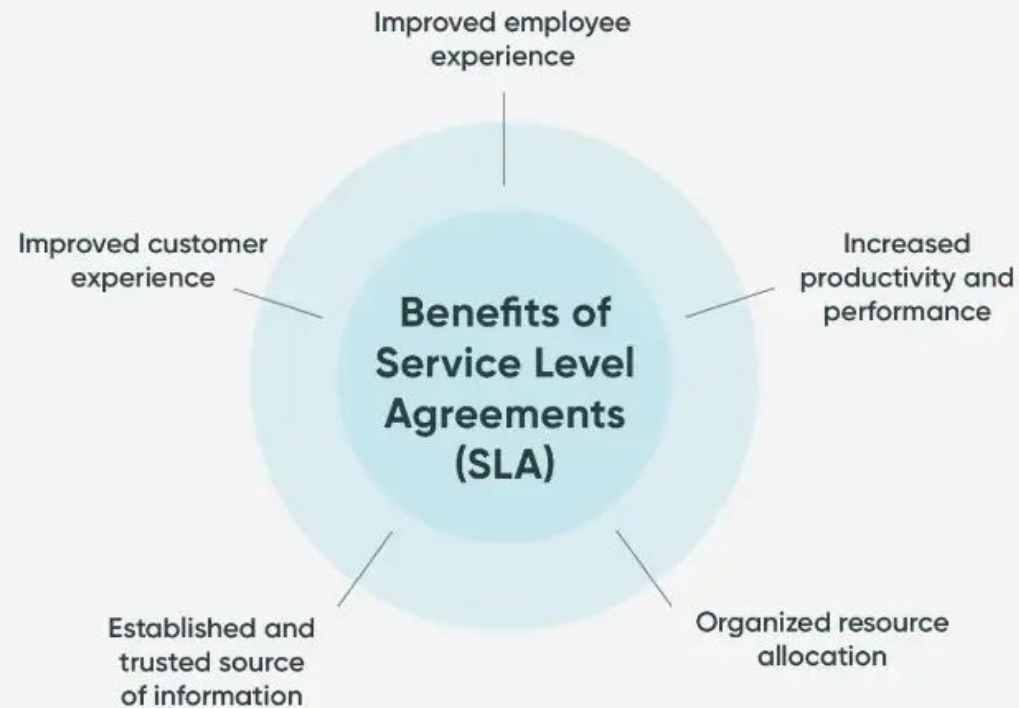 Improved employee
experience
Increased
productivity and
performance
Organized resource
allocation
Established and
trusted source
of information
Improved customer
experience
Benefits of
Service Level
Agreements
(SLA)